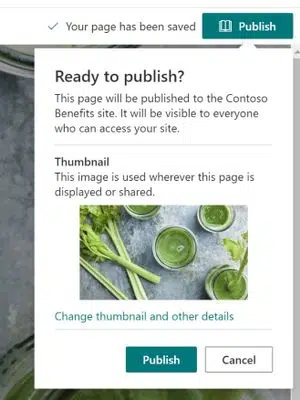 Your page has been saved
Publish
Ready to publish?
This page will be published to the Contoso
Benefits site. It will be visible to everyone
who can access your site.
Thumbnail
This image is used wherever this page is
displayed or shared.
Change thumbnail and other details
Publish
Cancel